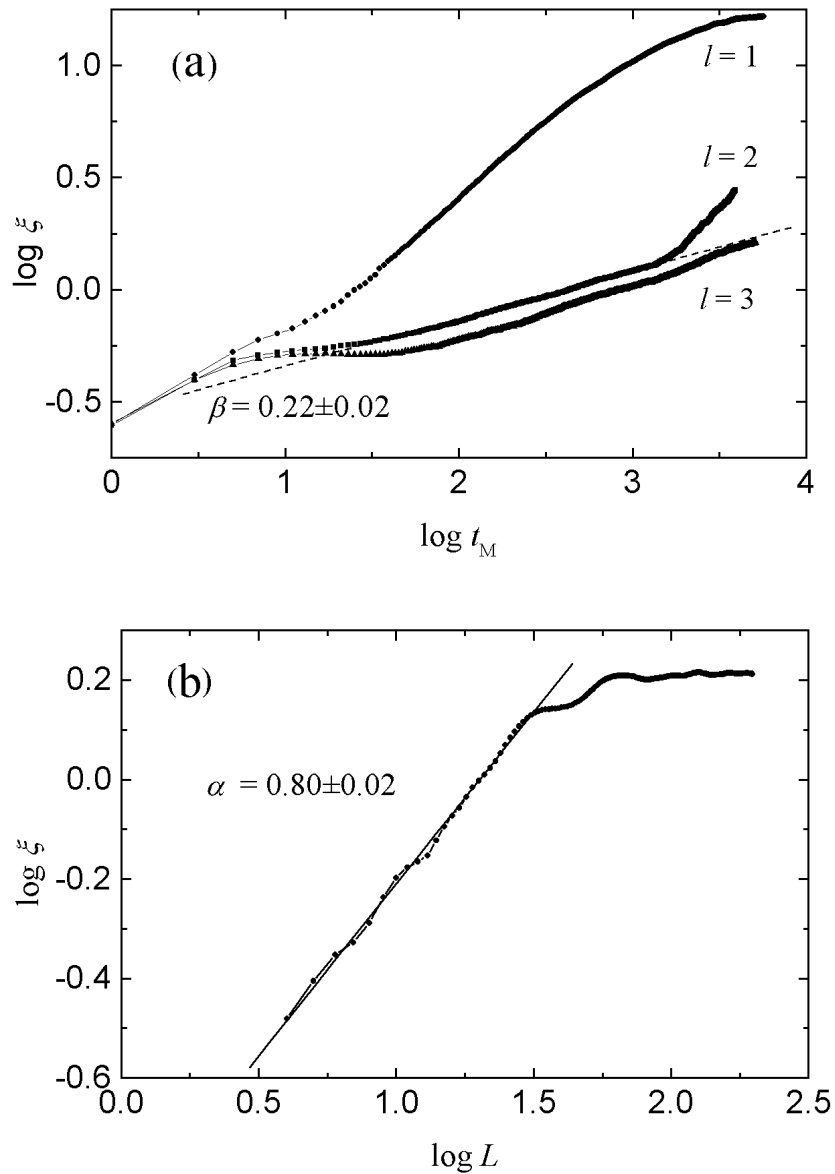 (a)
l = 1
l = 2
l = 3
β = 0.22±0.02
log ξ
1.0
0.5
0.0
-0.5
0 1 2 3 4
log tM
(b)
α = 0.80±0.02
log ξ
0.2
0.0
-0.2
-0.4
-0.6
0.0 0.5 1.0 1.5 2.0 2.5
log L